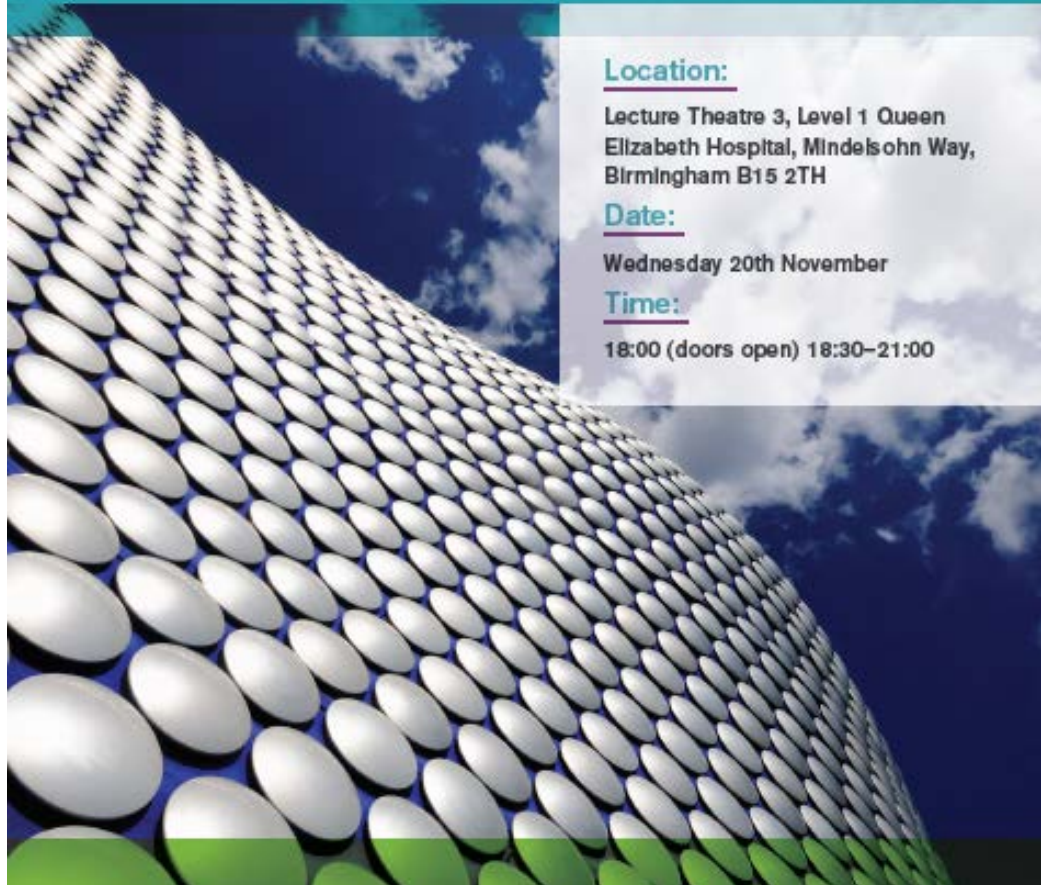 Location:
Lecture Theatre 3, Level 1 Queen
Elizabeth Hospital, Mindelsohn Way,
Birmingham B15 2TH
Date:
Wednesday 20th November
Time:
18:00 (doors open) 18:30–21:00